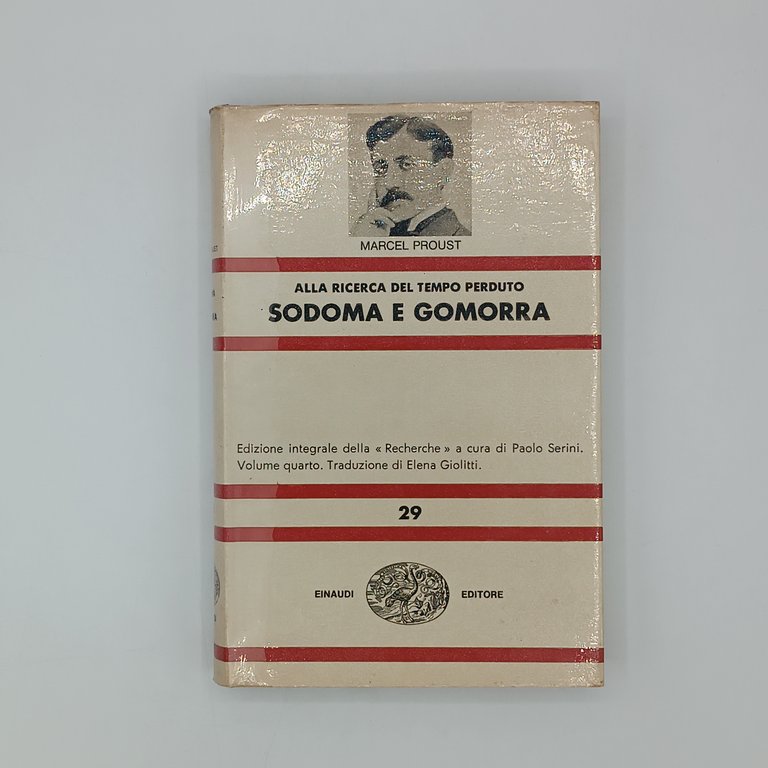 MARCEL PROUST
ALLA RICERCA DEL TEMPO PERDUTO
SODOMA E GOMORRA
Edizione integrale della « Recherche » a cura di Paolo Serini.
Volume quarto. Traduzione di Elena Giolitti.
29
EINAUDI EDITORE